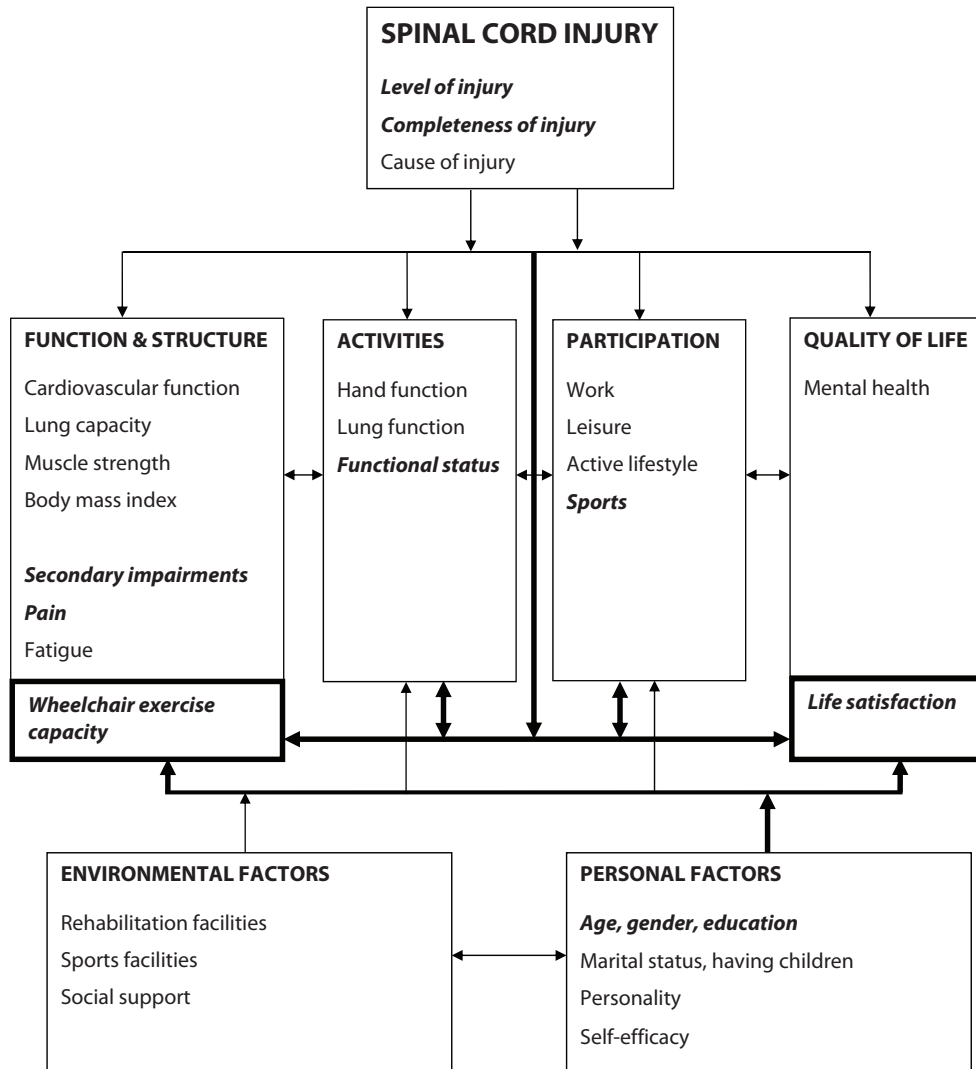 SPINAL CORD INJURY
Level of injury
Completeness of injury
Cause of injury
FUNCTION & STRUCTURE
Cardiovascular function
Lung capacity
Muscle strength
Body mass index
Secondary impairments
Pain
Fatigue
Wheelchair exercise
capacity
ACTIVITIES
Hand function
Lung function
Functional status
PARTICIPATION
Work
Leisure
Active lifestyle
Sports
QUALITY OF LIFE
Mental health
Life satisfaction
ENVIRONMENTAL FACTORS
Rehabilitation facilities
Sports facilities
Social support
PERSONAL FACTORS
Age, gender, education
Marital status, having children
Personality
Self-efficacy